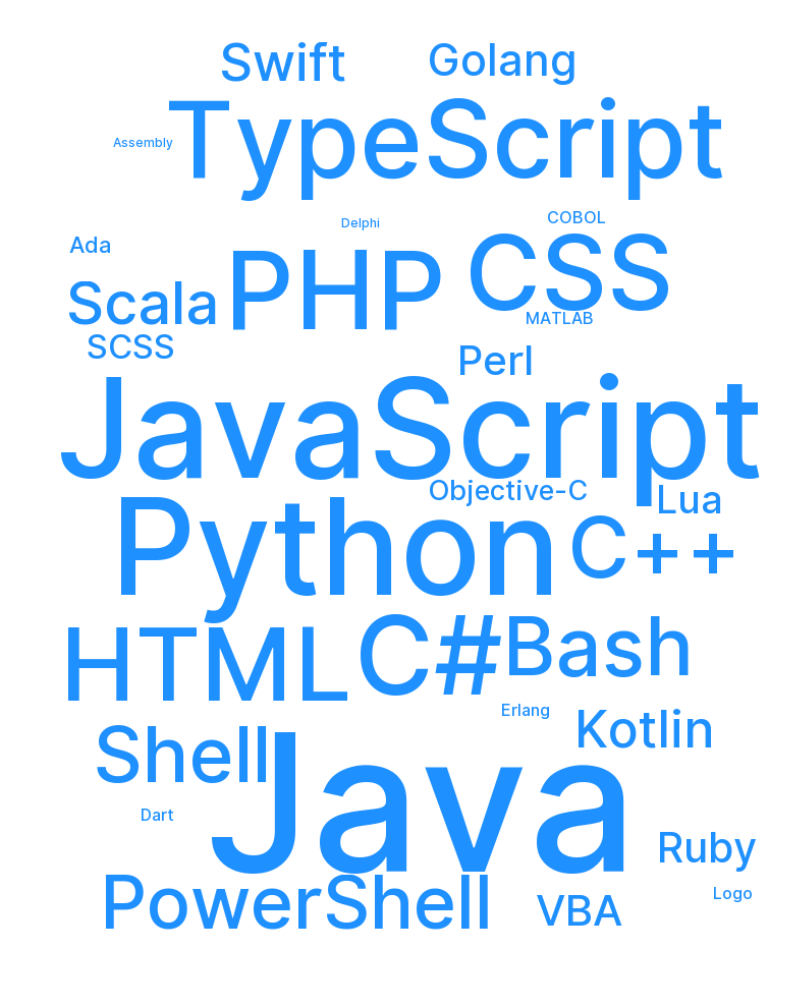 Swift
Golang
TypeScript
Assembly
Delphi
COBOL
Ada
PHP
CSS
Scala
MATLAB
SCSS
Perl
JavaScript
Objective-C
Lua
Python
C++
HTML
C#
Bash
Erlang
Kotlin
Shell
Java
Dart
Ruby
PowerShell
VBA
Logo